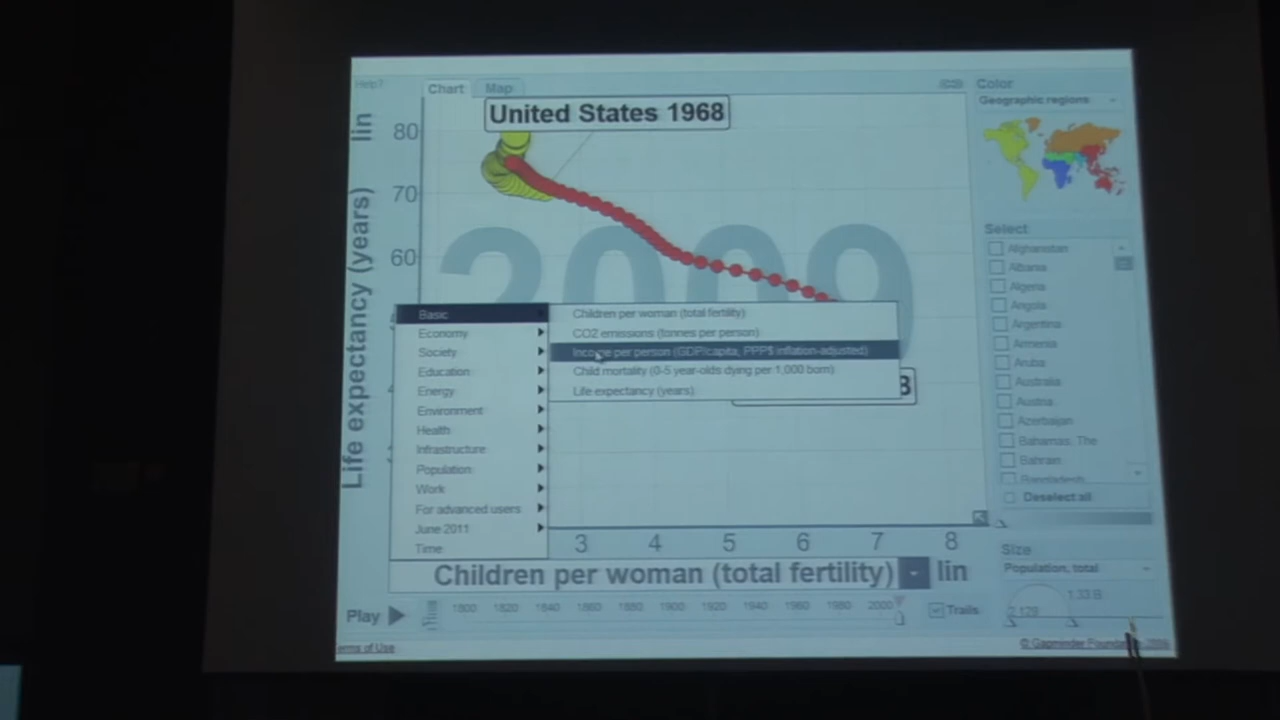 Help?
Chart
Map
Color
Geographic regions
United States 1968
lin
80
70
60
2009
Life expectancy (years)
Select
Afghanistan
Albania
Algeria
Angola
Argentina
Armenia
Aruba
Australia
Austria
Azerbaijan
Bahamas, The
Bahrain
Bangladesh
Deselect all
Basic
Economy
Society
Education
Energy
Environment
Health
Infrastructure
Population
Work
For advanced users
June 2011
Time
Children per woman (total fertility)
CO2 emissions (tonnes per person)
Income per person (GDP/capita, PPP$ inflation-adjusted)
Child mortality (0-5 year-olds dying per 1,000 born)
Life expectancy (years)
3 4 5 6 7 8
Children per woman (total fertility) lin
Size
Population, total
1.33 B
2,129
Play
1800 1820 1840 1860 1880 1900 1920 1940 1960 1980 2000
Trails
Terms of Use
© Gapminder Foundation